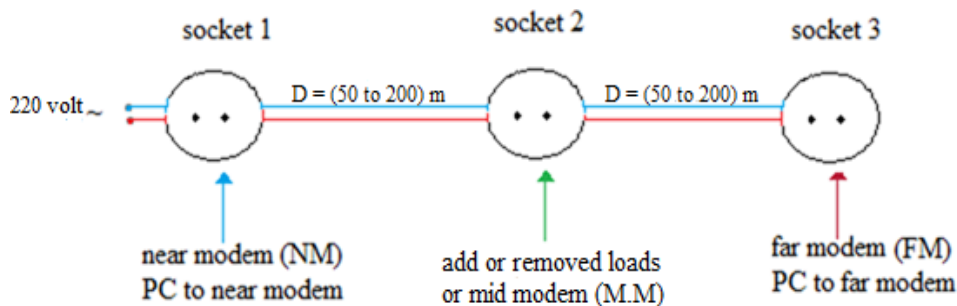 socket 1
socket 2
socket 3
220 volt ~
D = (50 to 200) m
D = (50 to 200) m
near modem (NM)
PC to near modem
add or removed loads
or mid modem (M.M)
far modem (FM)
PC to far modem